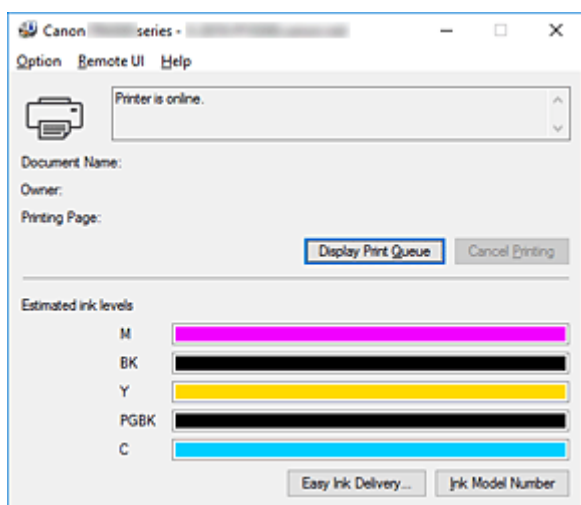 Canon series -
Option Remote UI Help
Printer is online.
Document Name:
Owner:
Printing Page:
Display Print Queue Cancel Printing
Estimated ink levels
M
BK
Y
PGBK
C
Easy Ink Delivery... Ink Model Number